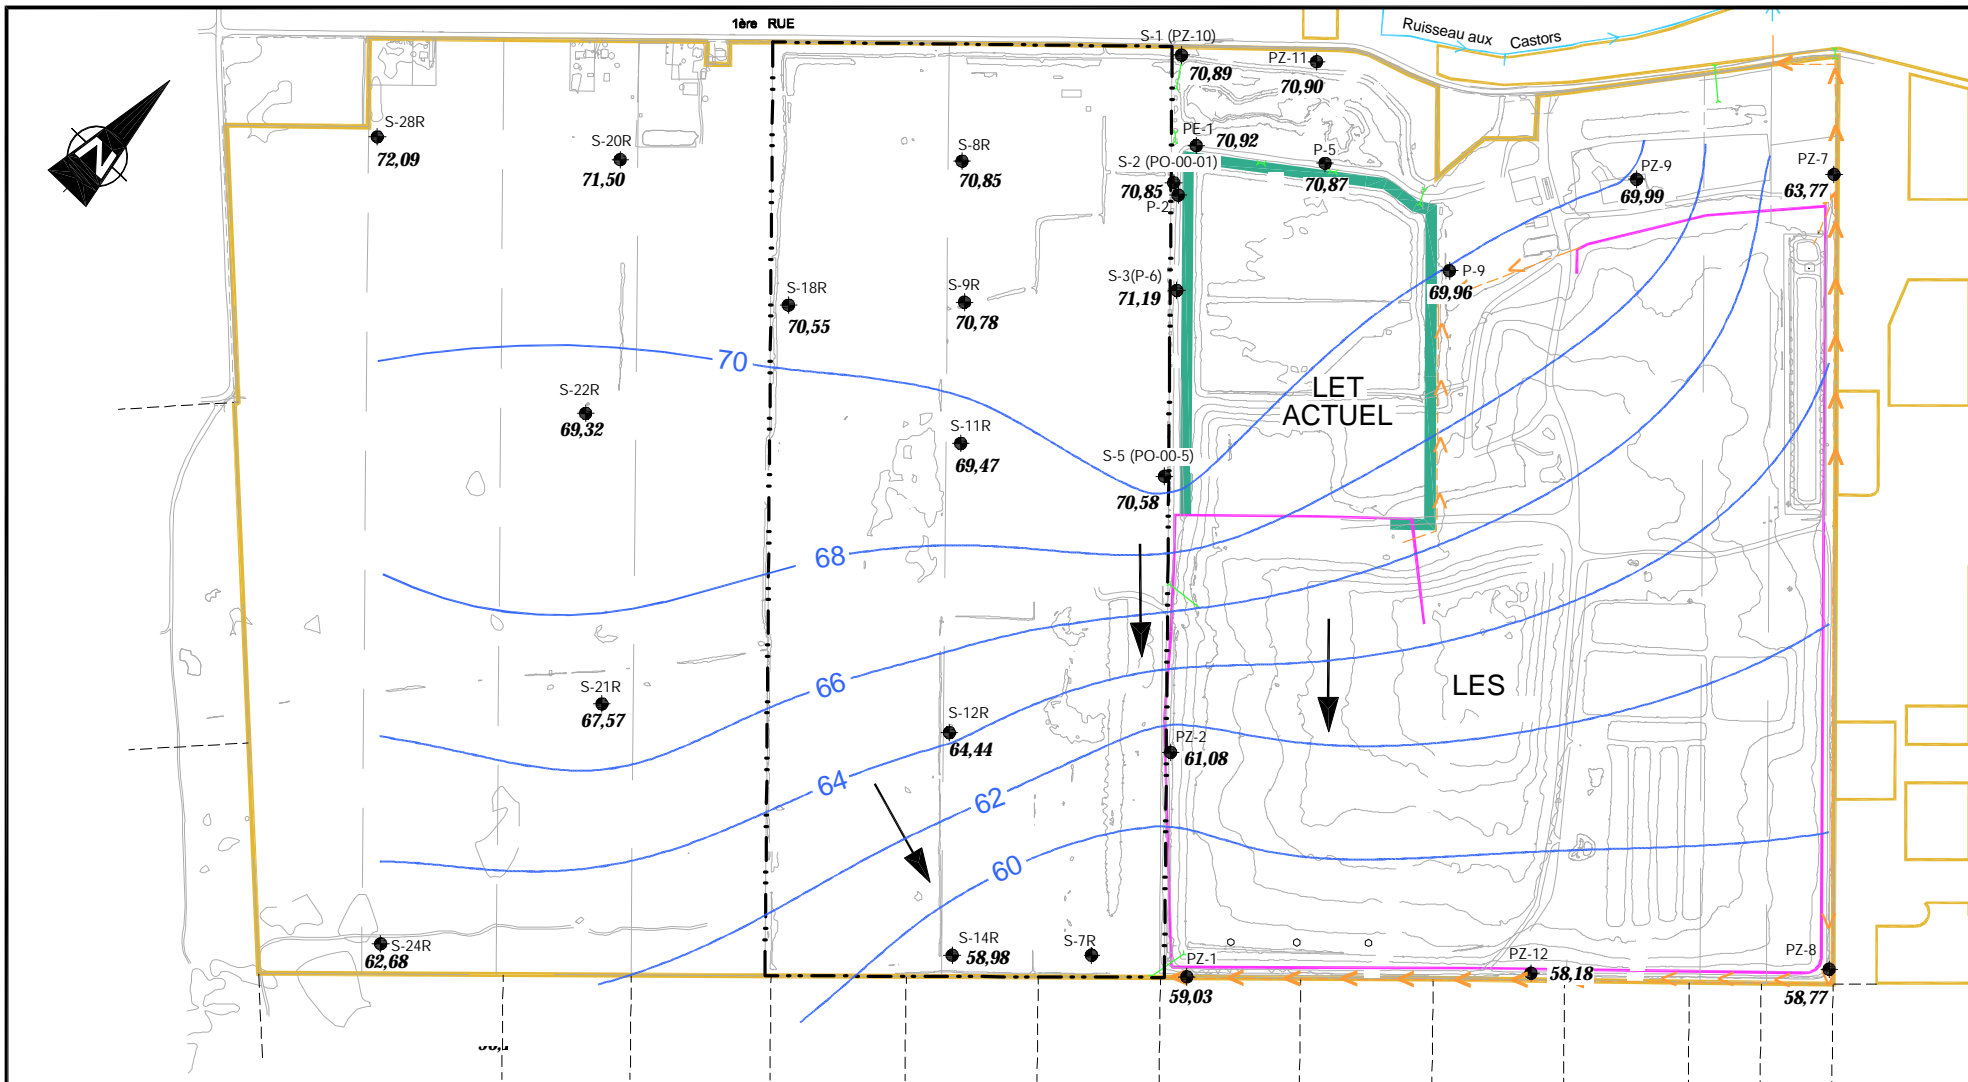 1ère RUE
Ruisseau aux Castors
S-1 (PZ-10)
70,89
PZ-11
70,90
S-28R
72,09
S-20R
71,50
S-8R
70,85
PE-1
70,92
S-2 (PO-00-01)
70,85
P-2
P-5
70,87
PZ-9
69,99
PZ-7
63,77
N
S-18R
70,55
S-9R
70,78
S-3(P-6)
71,19
P-9
69,96
70
LET
ACTUEL
S-22R
69,32
S-11R
69,47
S-5 (PO-00-5)
70,58
68
66
S-21R
67,57
LES
S-12R
64,44
PZ-2
61,08
64
62
60
S-24R
62,68
S-14R
58,98
S-7R
PZ-1
59,03
PZ-12
58,18
PZ-8
58,77